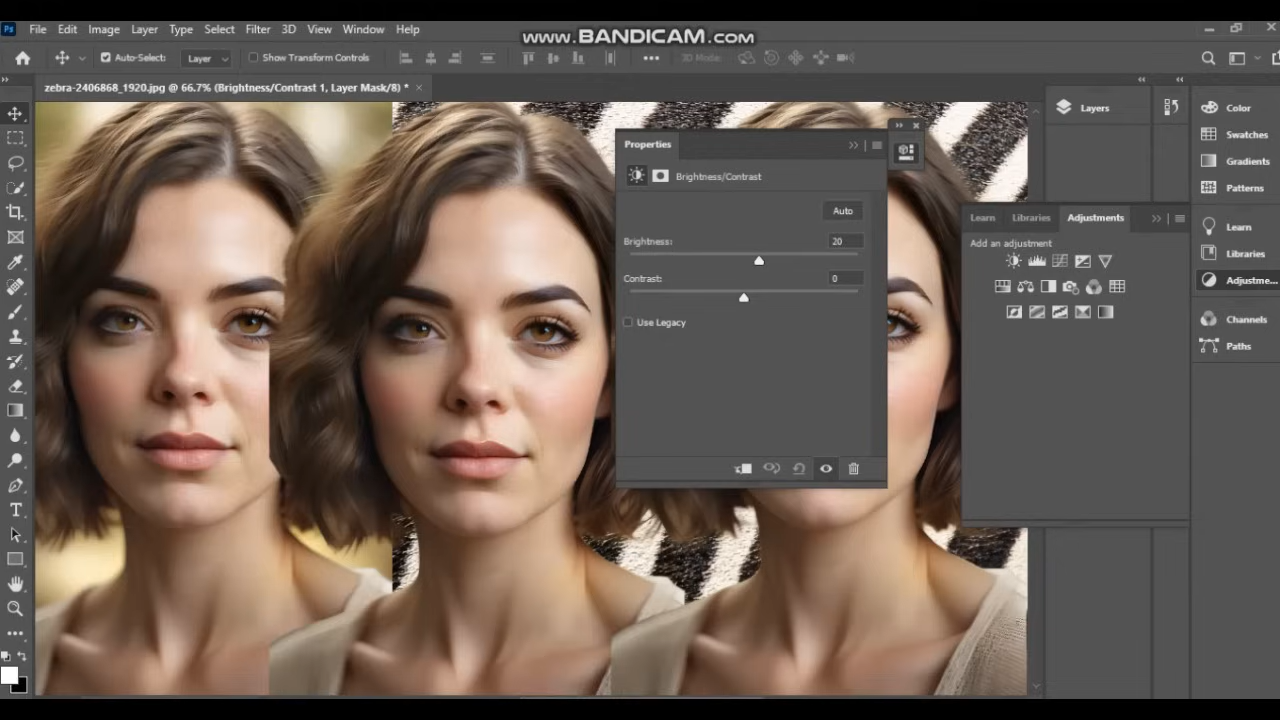 Ps File Edit Image Layer Type Select Filter 3D View Window Help
www.BANDICAM.com
Auto-Select: Layer Show Transform Controls 3D Mode:
zebra-2406868_1920.jpg @ 66.7% (Brightness/Contrast 1, Layer Mask/8) *
Properties
Brightness/Contrast
Auto
Brightness: 20
Contrast: 0
Use Legacy
Layers
Learn Libraries Adjustments
Add an adjustment
Color
Swatches
Gradients
Patterns
Learn
Libraries
Adjustme...
Channels
Paths